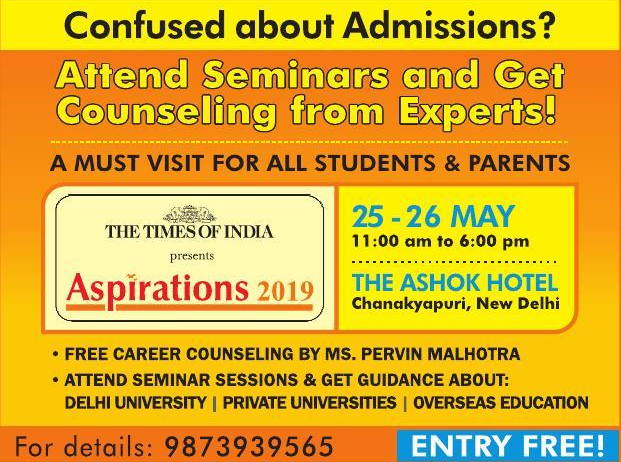 Confused about Admissions?
Attend Seminars and Get
Counseling from Experts!
A MUST VISIT FOR ALL STUDENTS & PARENTS
THE TIMES OF INDIA
presents
Aspirations 2019
25 - 26 MAY
11:00 am to 6:00 pm
THE ASHOK HOTEL
Chanakyapuri, New Delhi
• FREE CAREER COUNSELING BY MS. PERVIN MALHOTRA
• ATTEND SEMINAR SESSIONS & GET GUIDANCE ABOUT:
DELHI UNIVERSITY | PRIVATE UNIVERSITIES | OVERSEAS EDUCATION
For details: 9873939565
ENTRY FREE!